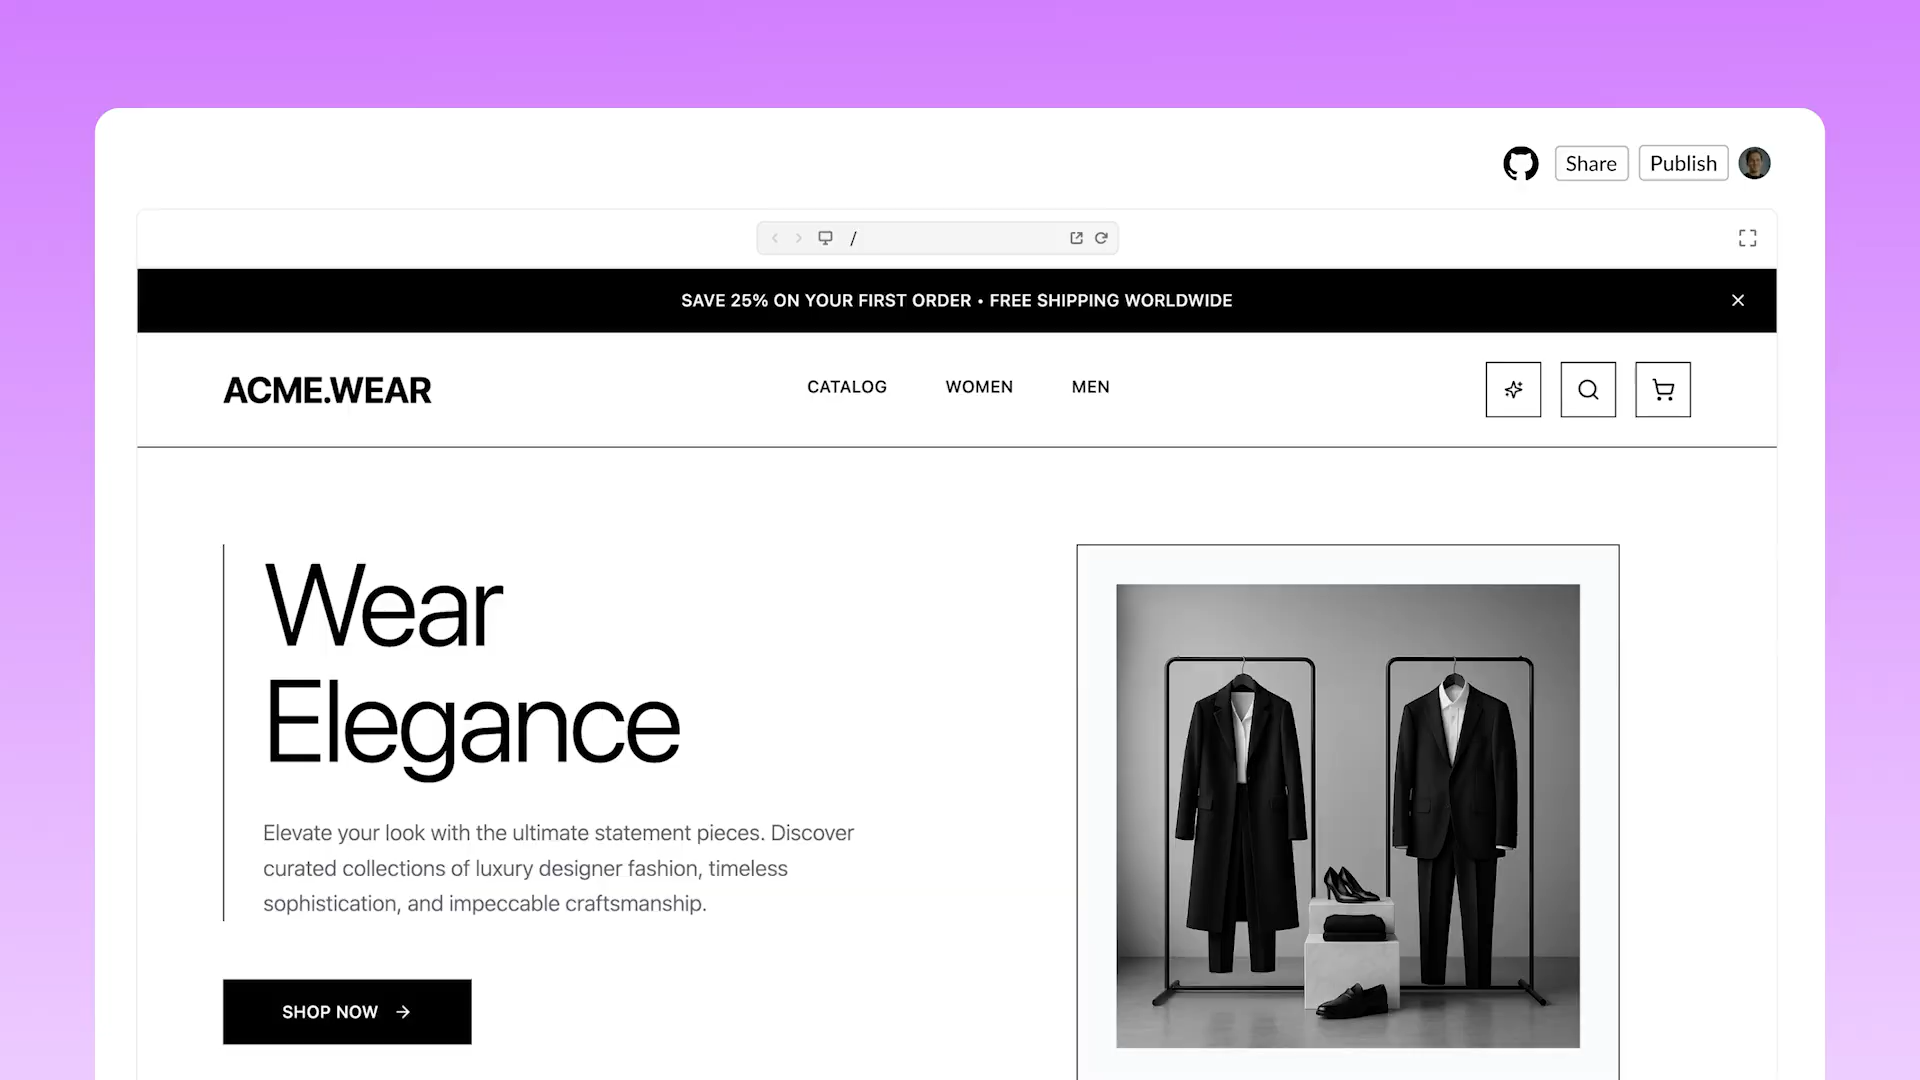 Share
Publish
/
SAVE 25% ON YOUR FIRST ORDER • FREE SHIPPING WORLDWIDE
ACME.WEAR
CATALOG
WOMEN
MEN
Wear
Elegance
Elevate your look with the ultimate statement pieces. Discover
curated collections of luxury designer fashion, timeless
sophistication, and impeccable craftsmanship.
SHOP NOW →